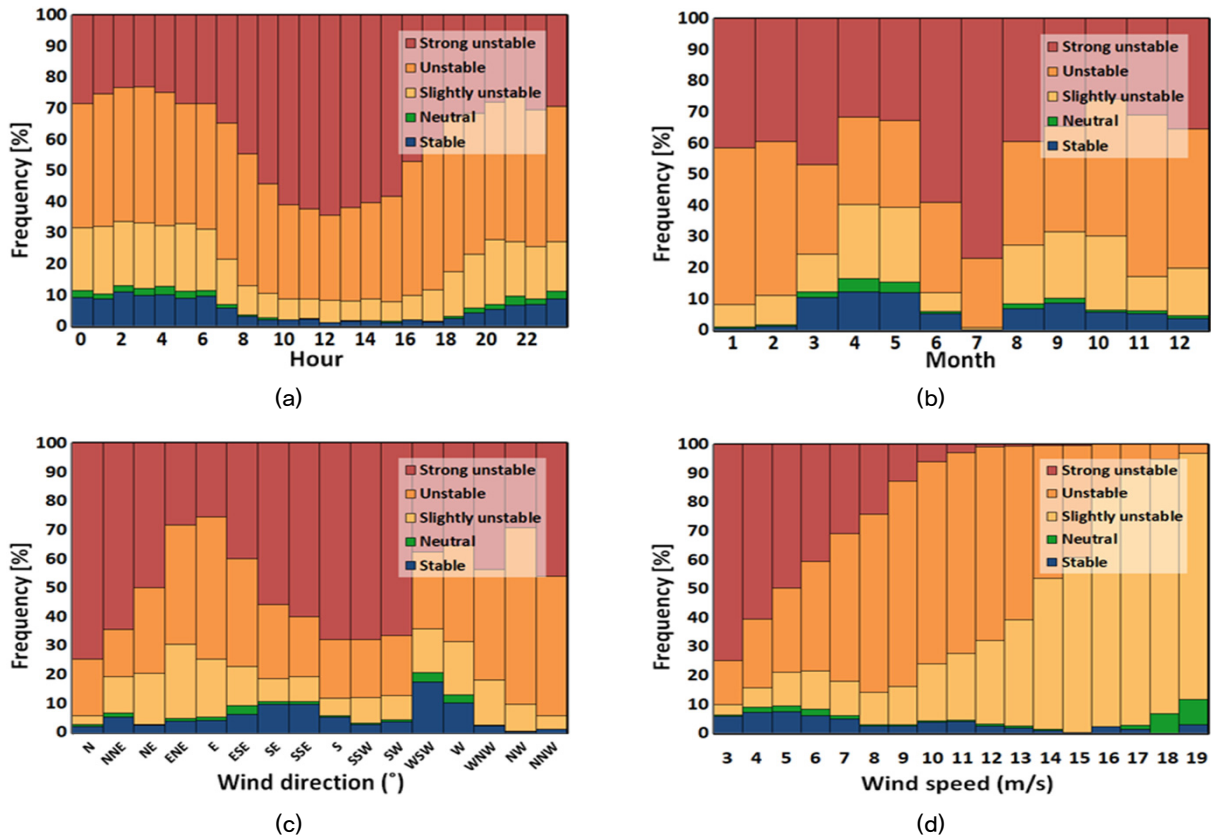 100
90
80
70
60
50
40
30
20
10
0
Frequency [%]
Strong unstable
Unstable
Slightly unstable
Neutral
Stable
0 2 4 6 8 10 12 14 16 18 20 22
Hour
(a)
100
90
80
70
60
50
40
30
20
10
0
Frequency [%]
Strong unstable
Unstable
Slightly unstable
Neutral
Stable
1 2 3 4 5 6 7 8 9 10 11 12
Month
(b)
100
90
80
70
60
50
40
30
20
10
0
Frequency [%]
Strong unstable
Unstable
Slightly unstable
Neutral
Stable
N NNE NE ENE E ESE SE SSE S SSW SW WSW W WNW NW NNW
Wind direction (˚)
(c)
100
90
80
70
60
50
40
30
20
10
0
Frequency [%]
Strong unstable
Unstable
Slightly unstable
Neutral
Stable
3 4 5 6 7 8 9 10 11 12 13 14 15 16 17 18 19
Wind speed (m/s)
(d)